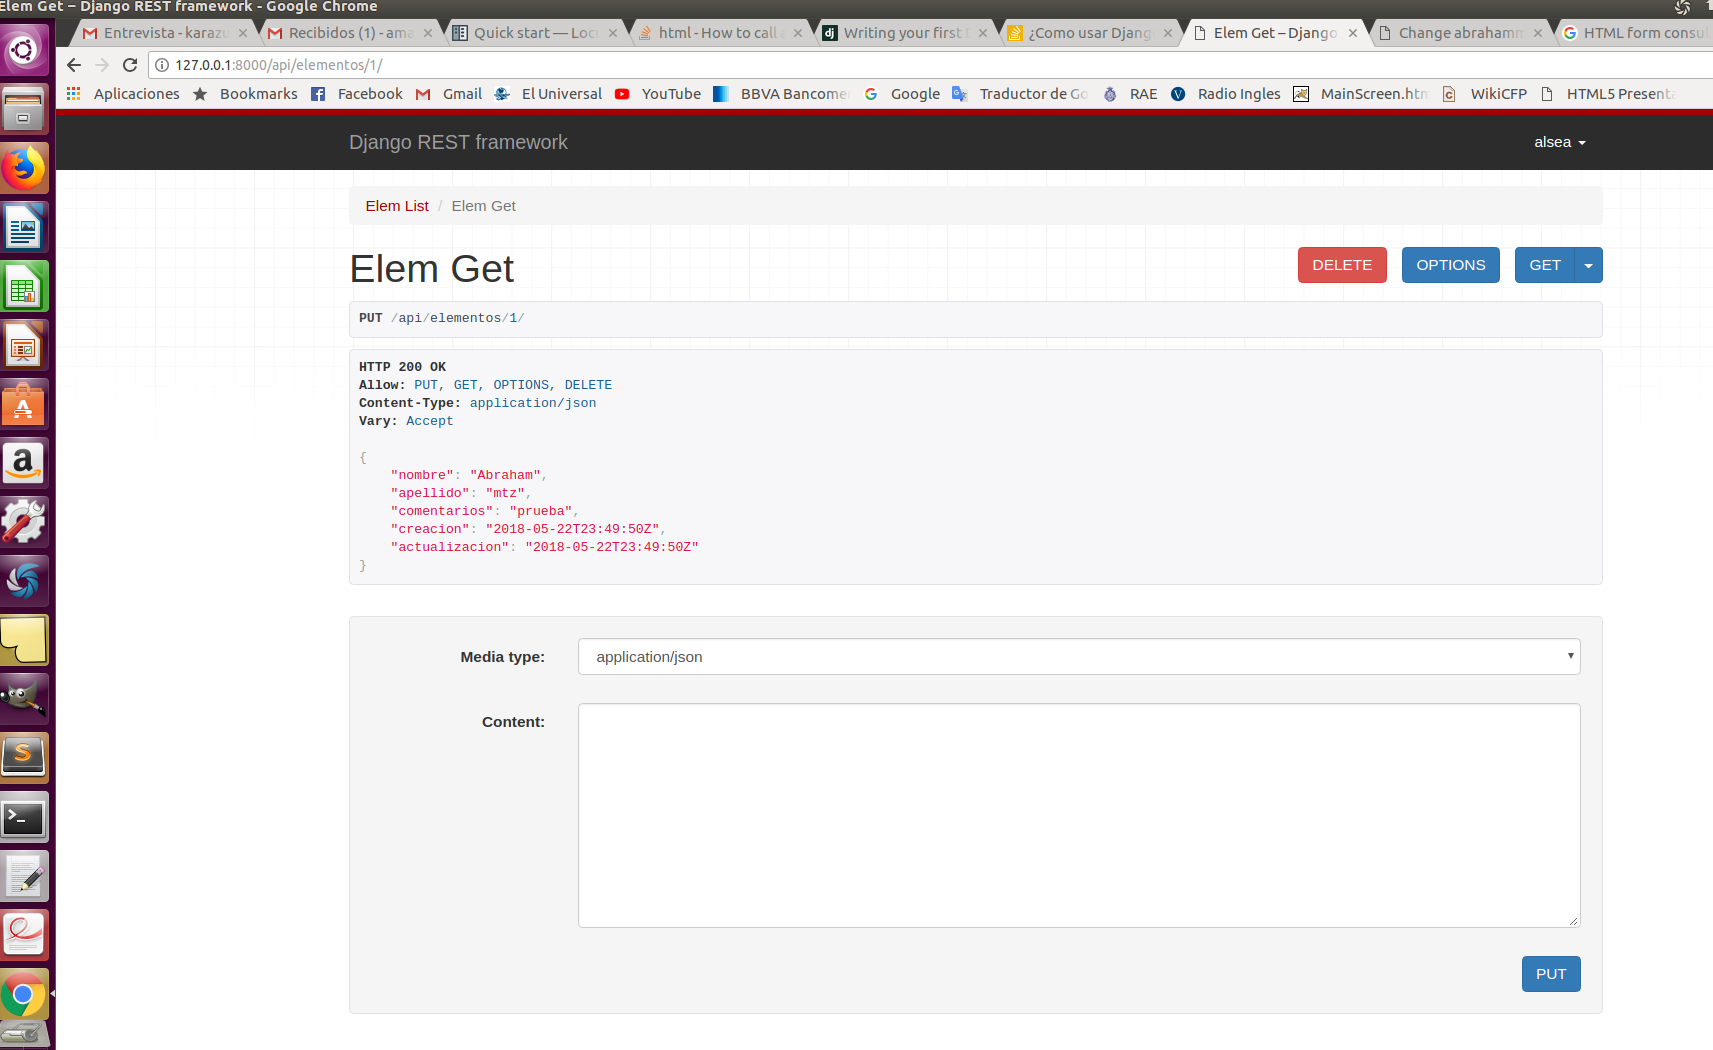 Elem Get – Django REST framework - Google Chrome
Entrevista - karaz
Recibidos (1) - ama
Quick start — Loc
html - How to call
Writing your first
¿Como usar Djang
Elem Get – Django
Change abraham
HTML form consul
127.0.0.1:8000/api/elementos/1/
Aplicaciones
Bookmarks
Facebook
Gmail
El Universal
YouTube
BBVA Bancome
Google
Traductor de Go
RAE
Radio Ingles
MainScreen.htm
WikiCFP
HTML5 Present
Django REST framework
alsea
Elem List / Elem Get
Elem Get
DELETE
OPTIONS
GET
PUT /api/elementos/1/
HTTP 200 OK
Allow: PUT, GET, OPTIONS, DELETE
Content-Type: application/json
Vary: Accept
{
"nombre": "Abraham",
"apellido": "mtz",
"comentarios": "prueba",
"creacion": "2018-05-22T23:49:50Z",
"actualizacion": "2018-05-22T23:49:50Z"
}
Media type:
application/json
Content:
PUT